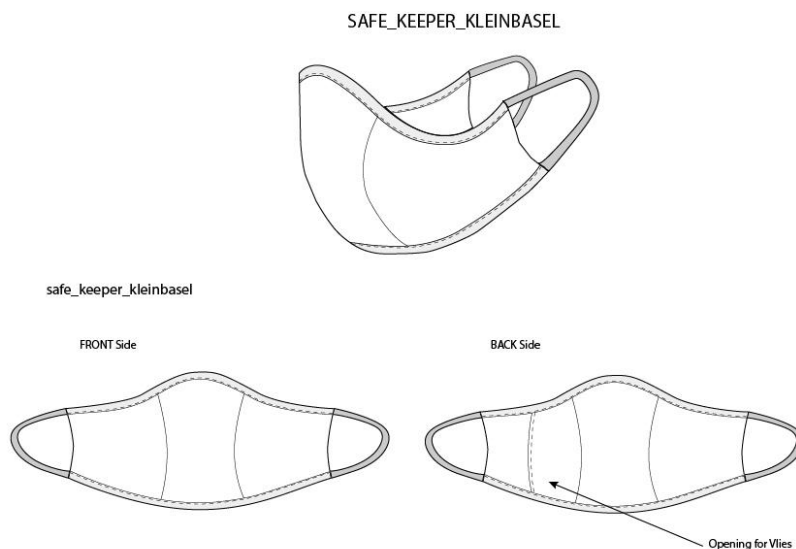 SAFE_KEEPER_KLEINBASEL
safe_keeper_kleinbasel
FRONT Side
BACK Side
Opening for Vlies